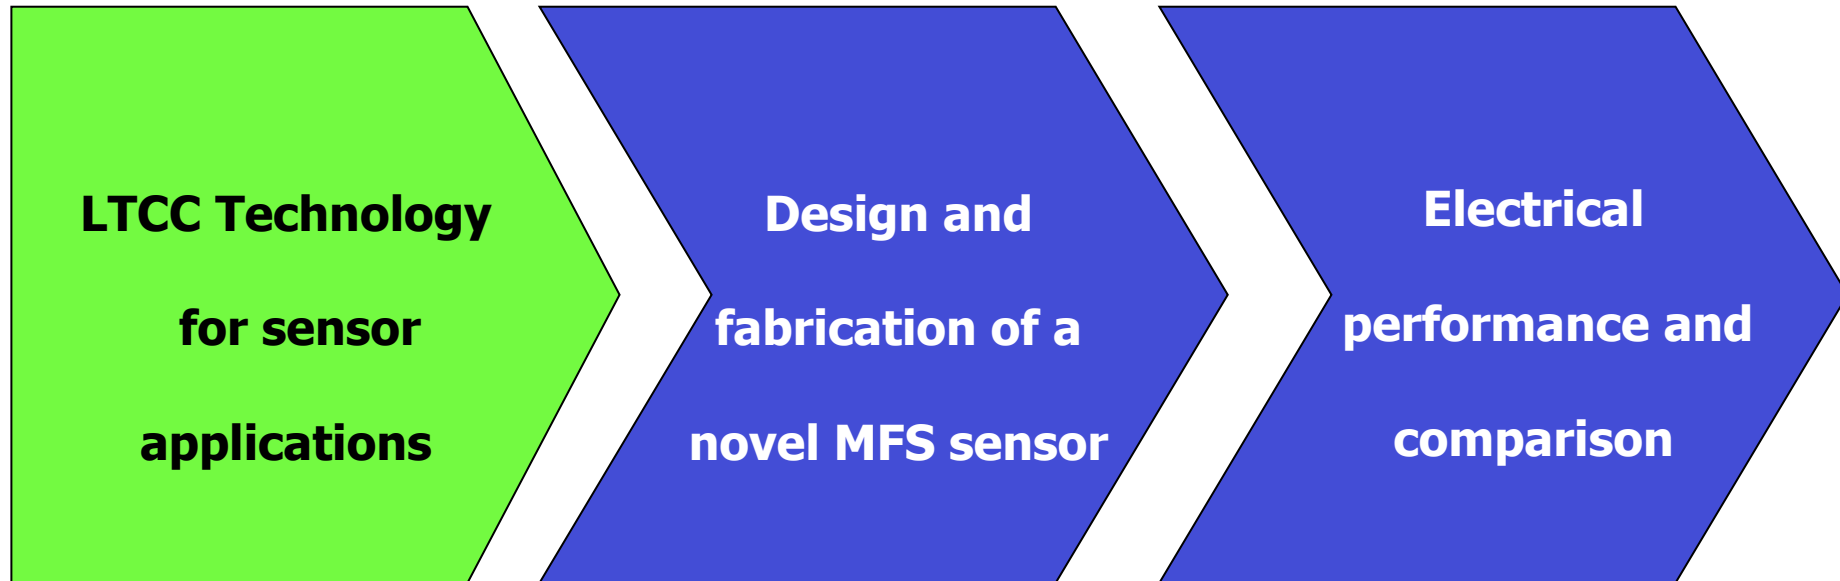 LTCC Technology
for sensor
applications
Design and
fabrication of a
novel MFS sensor
Electrical
performance and
comparison